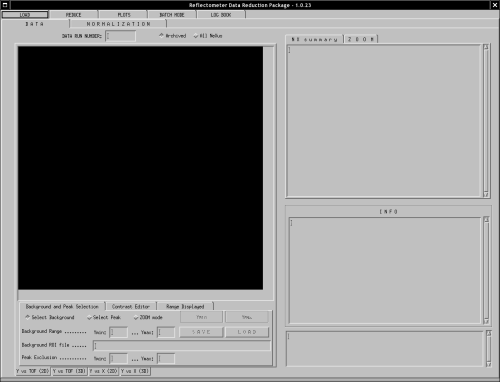 Reflectometer Data Reduction Package - 1.0.23
LOAD REDUCE PLOTS BATCH MODE LOG BOOK
DATA NORMALIZATION
DATA RUN NUMBER: Archived All NeXus
NX summary ZOOM
INFO
Background and Peak Selection Contrast Editor Range Displayed
Select Background Select Peak ZOOM mode
Background Range ......... Ymin: ... Ymax: SAVE LOAD
Background ROI file ......
Peak Exclusion ........... Ymin: ... Ymax:
Y vs TOF (2D) Y vs TOF (3D) Y vs X (2D) Y vs X (3D)